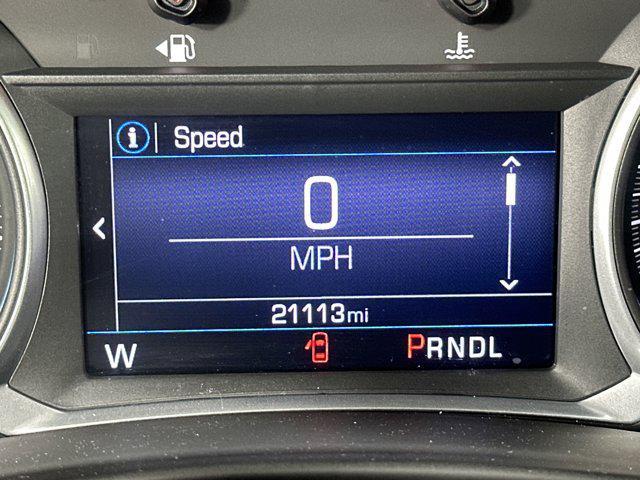 i Speed
0
MPH
21113mi
W PRNDL